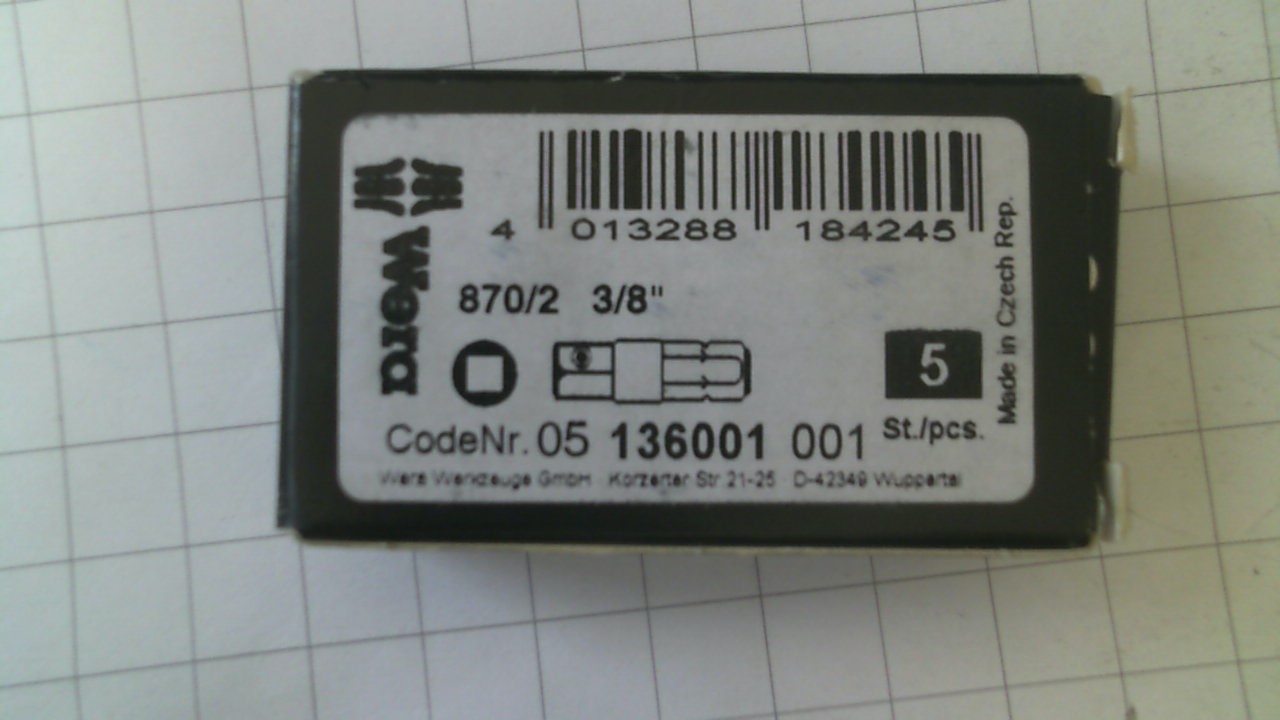 4 013288 184245
Wera
870/2 3/8"
5
St./pcs.
Made in Czech Rep.
CodeNr. 05 136001 001
Wera Werkzeuge GmbH Korzerter Str. 21-25 D-42349 Wuppertal